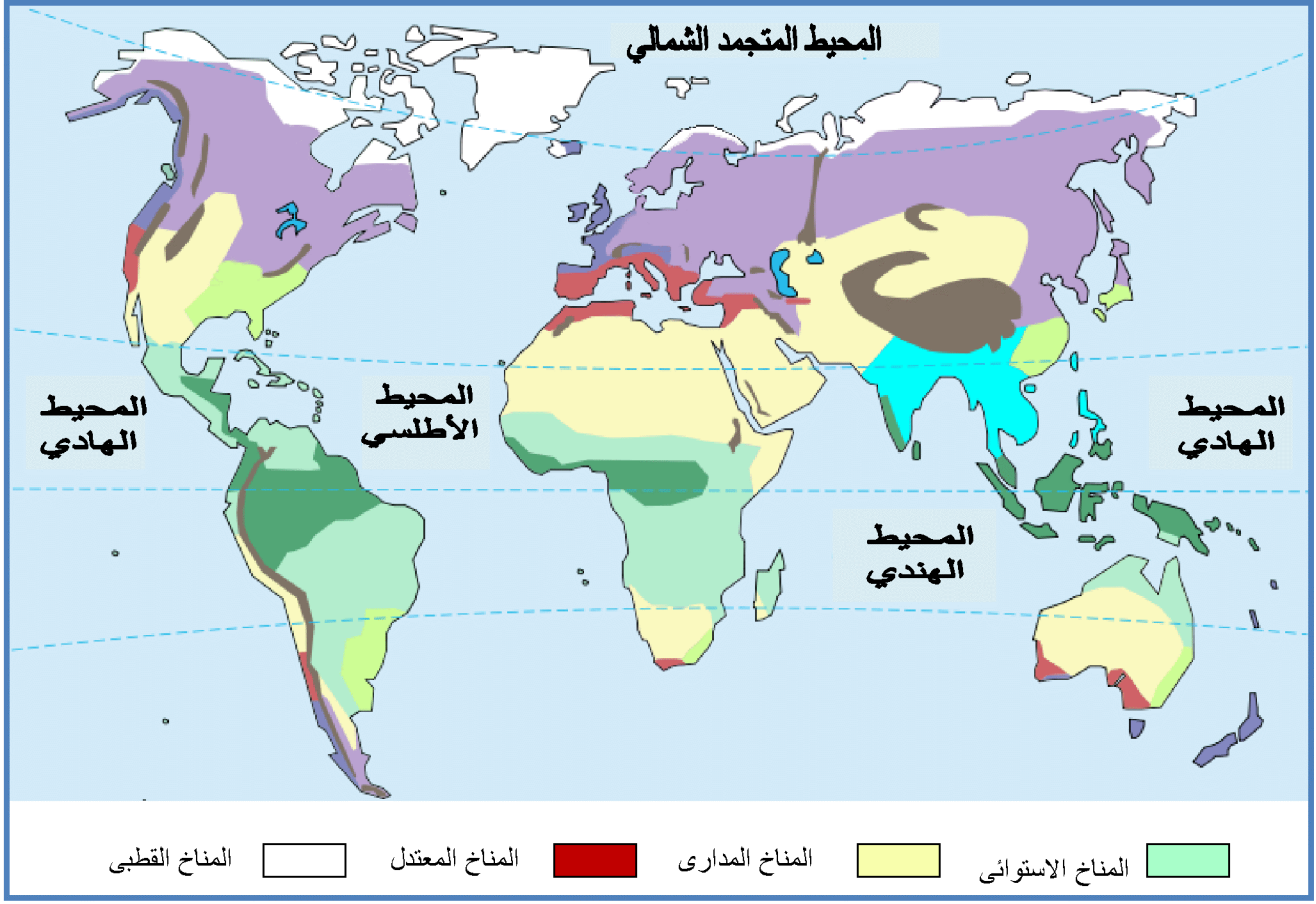 المحيط المتجمد الشمالي
المحيط
الهادي
المحيط
الأطلسي
المحيط
الهادي
المحيط
الهندي
المناخ الاستوائى
المناخ المدارى
المناخ المعتدل
المناخ القطبى